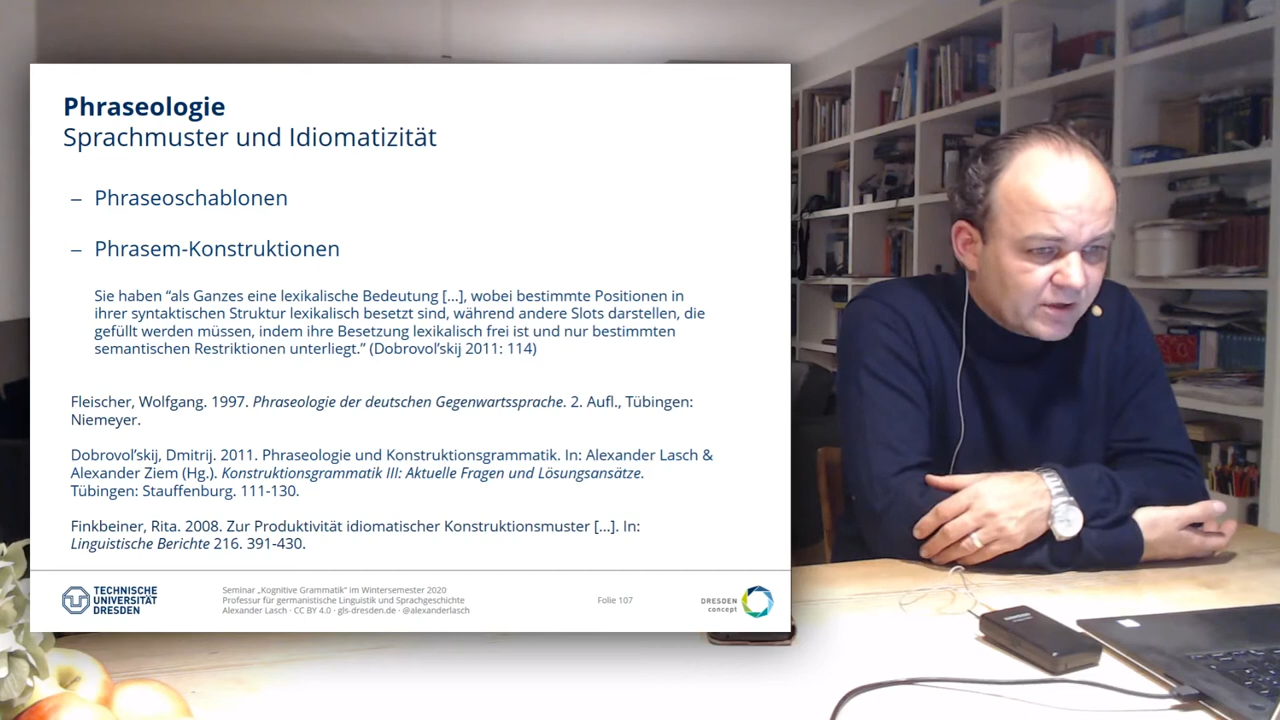 Phraseologie
Sprachmuster und Idiomatizität
– Phraseoschablonen
– Phrasem-Konstruktionen
Sie haben “als Ganzes eine lexikalische Bedeutung [...], wobei bestimmte Positionen in
ihrer syntaktischen Struktur lexikalisch besetzt sind, während andere Slots darstellen, die
gefüllt werden müssen, indem ihre Besetzung lexikalisch frei ist und nur bestimmten
semantischen Restriktionen unterliegt.” (Dobrovol’skij 2011: 114)
Fleischer, Wolfgang. 1997. Phraseologie der deutschen Gegenwartssprache. 2. Aufl., Tübingen:
Niemeyer.
Dobrovol’skij, Dmitrij. 2011. Phraseologie und Konstruktionsgrammatik. In: Alexander Lasch &
Alexander Ziem (Hg.). Konstruktionsgrammatik III: Aktuelle Fragen und Lösungsansätze.
Tübingen: Stauffenburg. 111-130.
Finkbeiner, Rita. 2008. Zur Produktivität idiomatischer Konstruktionsmuster [...]. In:
Linguistische Berichte 216. 391-430.
TECHNISCHE
UNIVERSITÄT
DRESDEN
Seminar „Kognitive Grammatik“ im Wintersemester 2020
Professur für germanistische Linguistik und Sprachgeschichte
Alexander Lasch · CC BY 4.0 · gls-dresden.de · @alexanderlasch
Folie 107
DRESDEN
concept